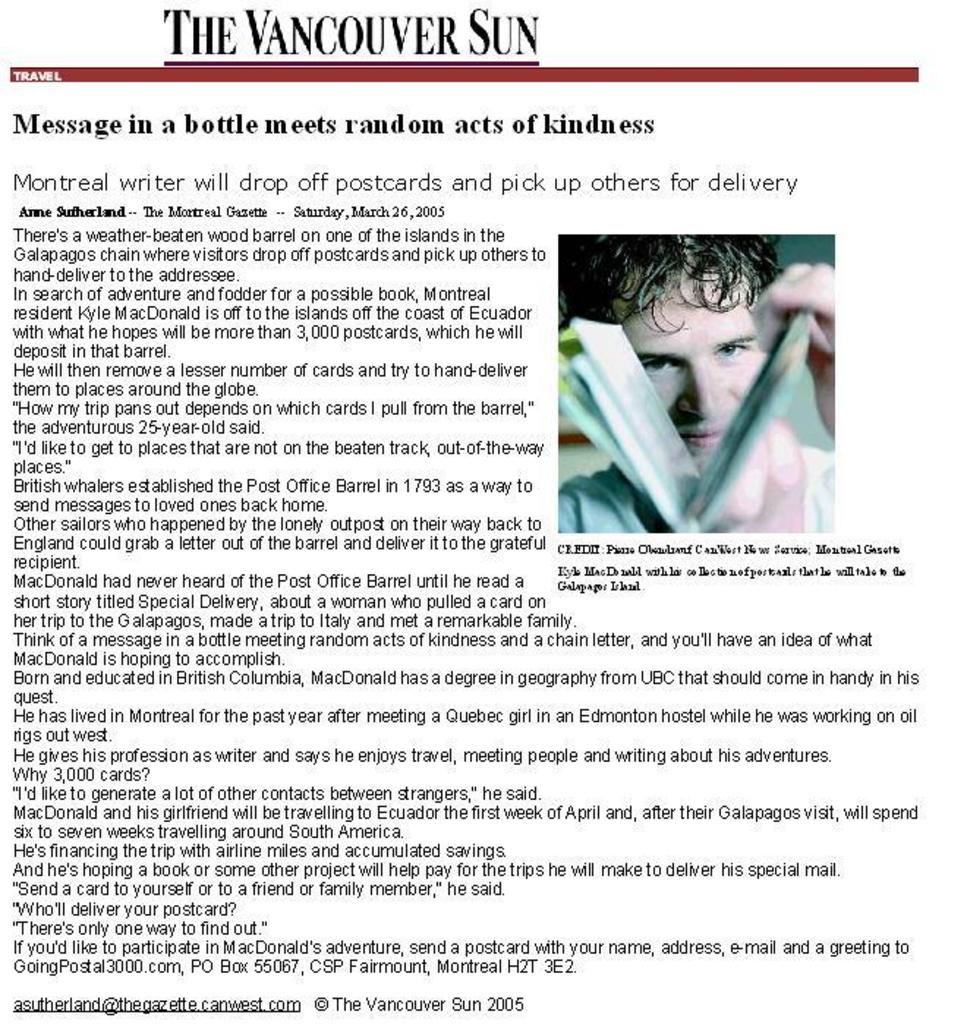 THE VANCOUVER SUN
TRAVEL
Message in a bottle meets random acts of kindness
Montreal writer will drop off postcards and pick up others for delivery
Anne Sutherland -- The Montreal Gazette -- Saturday, March 26, 2005
There's a weather-beaten wood barrel on one of the islands in the
Galapagos chain where visitors drop off postcards and pick up others to
hand-deliver to the addressee.
In search of adventure and fodder for a possible book, Montreal
resident Kyle MacDonald is off to the islands off the coast of Ecuador
with what he hopes will be more than 3,000 postcards, which he will
deposit in that barrel.
He will then remove a lesser number of cards and try to hand-deliver
them to places around the globe.
"How my trip pans out depends on which cards I pull from the barrel,"
the adventurous 25-year-old said.
"I'd like to get to places that are not on the beaten track, out-of-the-way
places."
British whalers established the Post Office Barrel in 1793 as a way to
send messages to loved ones back home.
Other sailors who happened by the lonely outpost on their way back to
England could grab a letter out of the barrel and deliver it to the grateful
recipient.
MacDonald had never heard of the Post Office Barrel until he read a
short story titled Special Delivery, about a woman who pulled a card on
her trip to the Galapagos, made a trip to Italy and met a remarkable family.
Think of a message in a bottle meeting random acts of kindness and a chain letter, and you'll have an idea of what
MacDonald is hoping to accomplish.
Born and educated in British Columbia, MacDonald has a degree in geography from UBC that should come in handy in his
quest.
He has lived in Montreal for the past year after meeting a Quebec girl in an Edmonton hostel while he was working on oil
rigs out west.
He gives his profession as writer and says he enjoys travel, meeting people and writing about his adventures.
Why 3,000 cards?
"I'd like to generate a lot of other contacts between strangers," he said.
MacDonald and his girlfriend will be travelling to Ecuador the first week of April and, after their Galapagos visit, will spend
six to seven weeks travelling around South America.
He's financing the trip with airline miles and accumulated savings.
And he's hoping a book or some other project will help pay for the trips he will make to deliver his special mail.
"Send a card to yourself or to a friend or family member," he said.
"Who'll deliver your postcard?
"There's only one way to find out."
If you'd like to participate in MacDonald's adventure, send a postcard with your name, address, e-mail and a greeting to
GoingPostal3000.com, PO Box 55067, CSP Fairmount, Montreal H2T 3E2.
CREDIT: Pierre CanWest News Service; Montreal Gazette
Kyle MacDonald with his collection of postcards that he will take to the
Galapagos Island.
asutherland@thegazette.canwest.com © The Vancouver Sun 2005